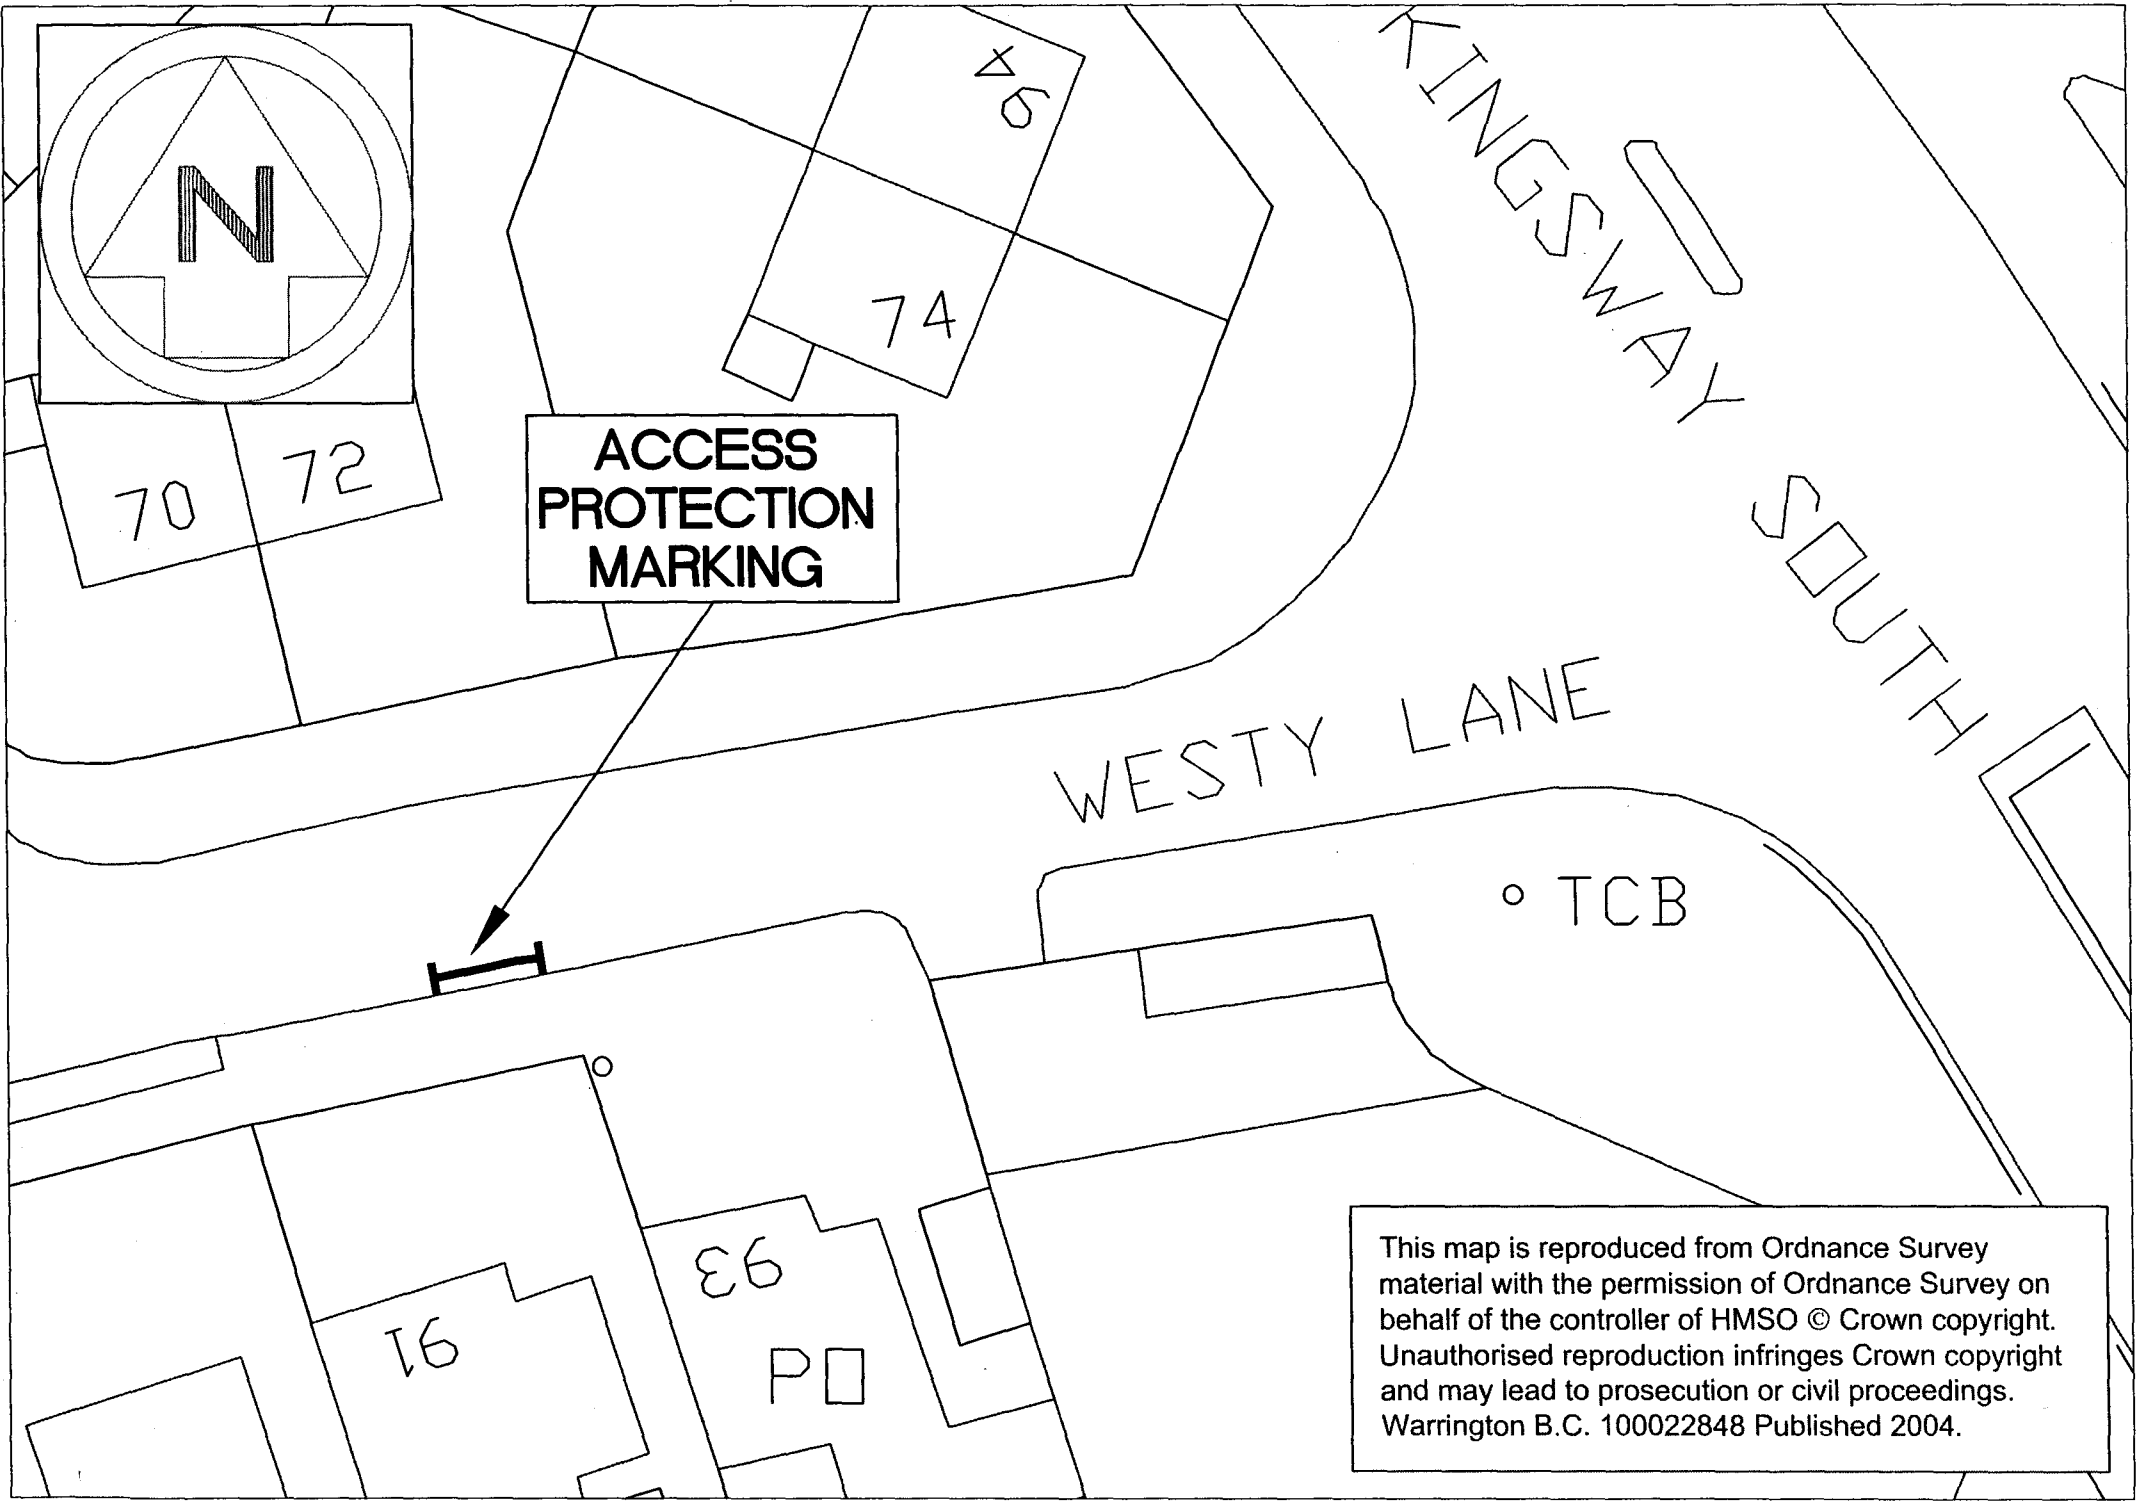 N
94
KINGSWAY SOUTH
74
72
70
ACCESS
PROTECTION
MARKING
WESTY LANE
TCB
93
91
PO
This map is reproduced from Ordnance Survey
material with the permission of Ordnance Survey on
behalf of the controller of HMSO © Crown copyright.
Unauthorised reproduction infringes Crown copyright
and may lead to prosecution or civil proceedings.
Warrington B.C. 100022848 Published 2004.